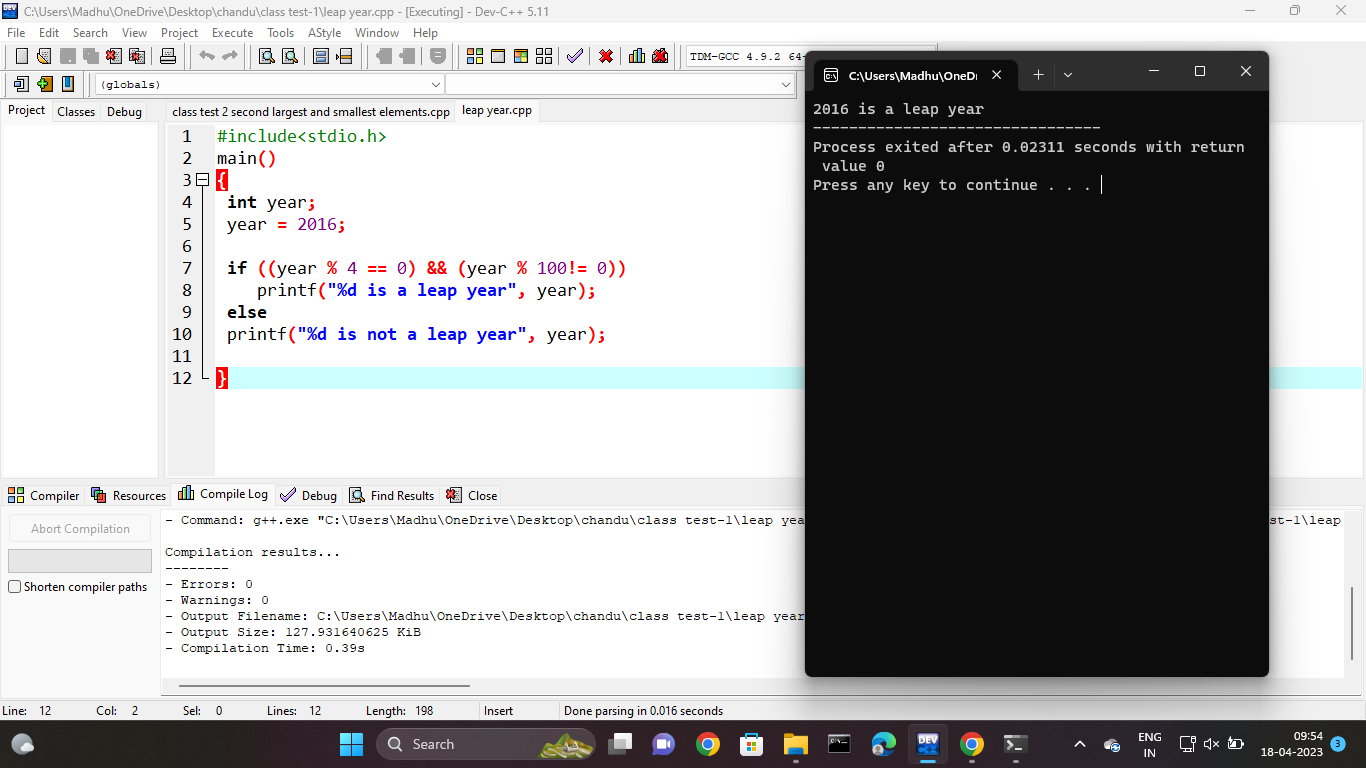 C:\Users\Madhu\OneDrive\Desktop\chandu\class test-1\leap year.cpp - [Executing] - Dev-C++ 5.11
File Edit Search View Project Execute Tools AStyle Window Help
TDM-GCC 4.9.2 64-
(globals)
Project Classes Debug
class test 2 second largest and smallest elements.cpp leap year.cpp
1 #include<stdio.h>
2 main()
3 {
4 int year;
5 year = 2016;
6
7 if ((year % 4 == 0) && (year % 100!= 0))
8 printf("%d is a leap year", year);
9 else
10 printf("%d is not a leap year", year);
11
12 }
C:\Users\Madhu\OneD
2016 is a leap year
--------------------------------
Process exited after 0.02311 seconds with return
value 0
Press any key to continue . . .
Compiler Resources Compile Log Debug Find Results Close
Abort Compilation
Shorten compiler paths
- Command: g++.exe "C:\Users\Madhu\OneDrive\Desktop\chandu\class test-1\leap yea st-1\leap
Compilation results...
--------
- Errors: 0
- Warnings: 0
- Output Filename: C:\Users\Madhu\OneDrive\Desktop\chandu\class test-1\leap year
- Output Size: 127.931640625 KiB
- Compilation Time: 0.39s
Line: 12 Col: 2 Sel: 0 Lines: 12 Length: 198 Insert Done parsing in 0.016 seconds
Search
DEV
ENG
IN
09:54
18-04-2023
3